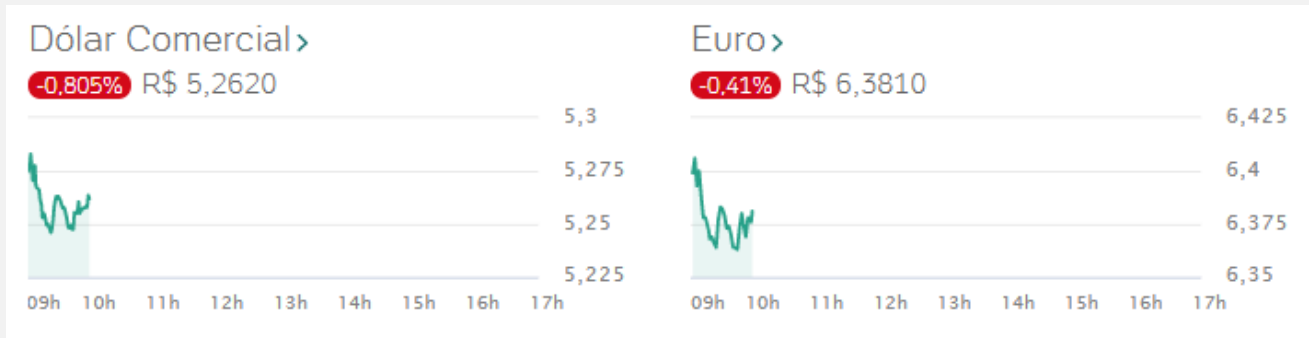 Dólar Comercial>
-0,805% R$ 5,2620
5,3
5,275
5,25
5,225
09h 10h 11h 12h 13h 14h 15h 16h 17h
Euro>
-0,41% R$ 6,3810
6,425
6,4
6,375
6,35
09h 10h 11h 12h 13h 14h 15h 16h 17h